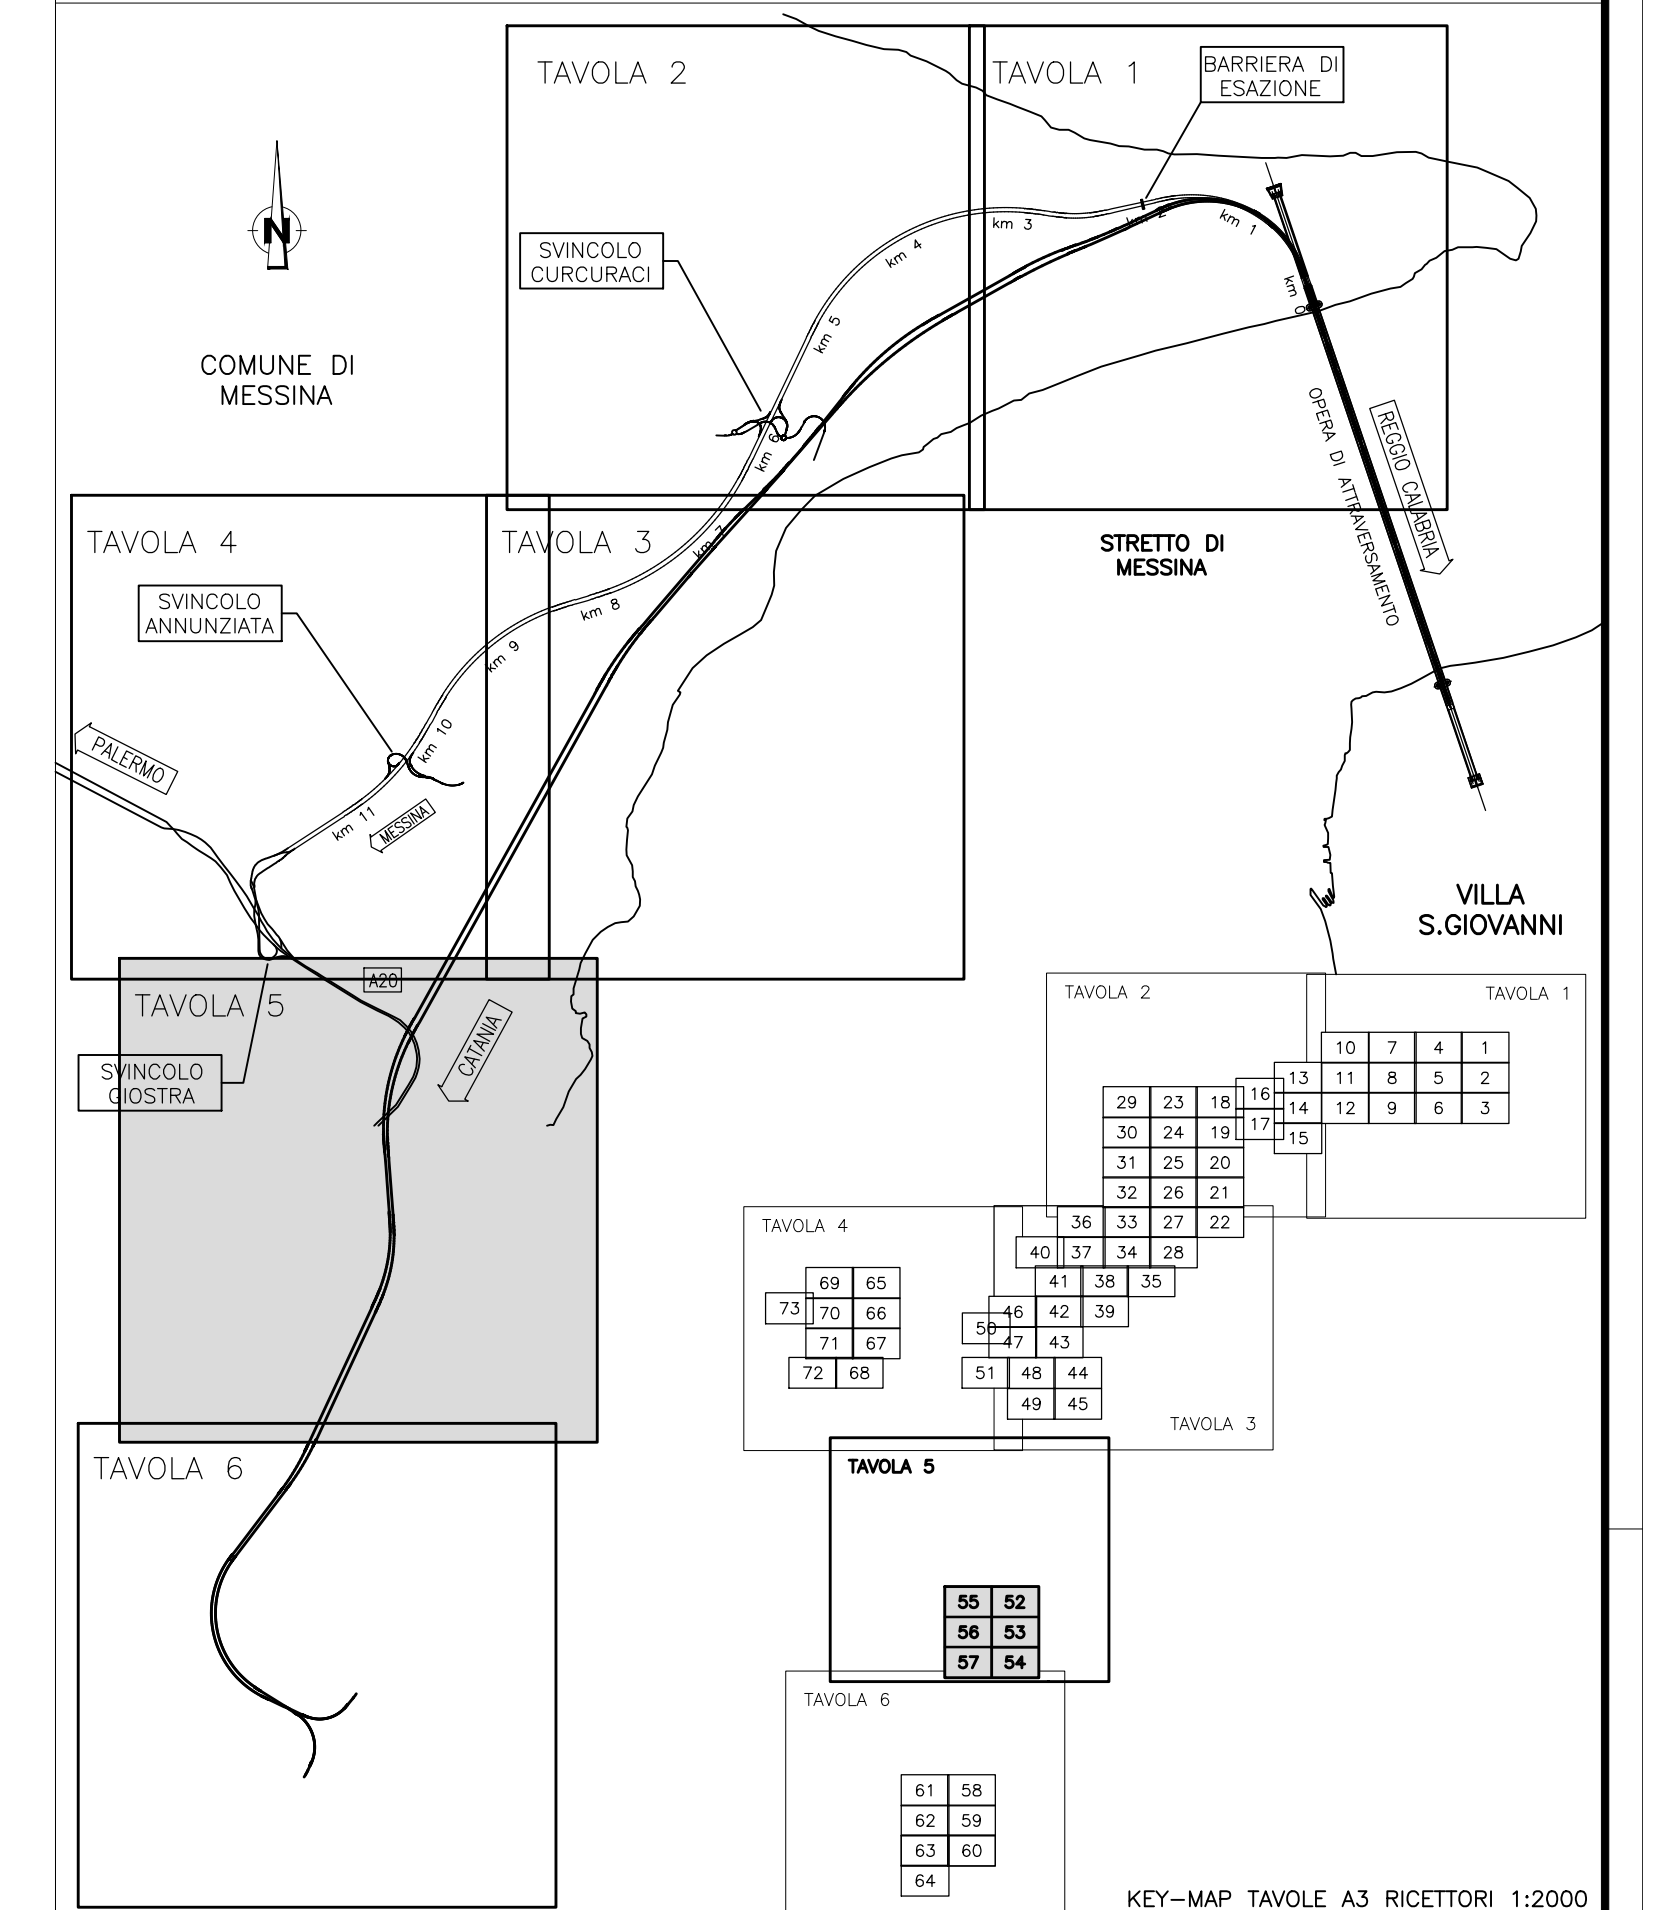 TAVOLA 2
TAVOLA 1
BARRIERA DI
ESAZIONE
N
SVINCOLO
CURCURACI
COMUNE DI
MESSINA
km 0
km 1
km 2
km 3
km 4
km 5
km 6
km 7
km 8
km 9
km 10
km 11
OPERA DI ATTRAVERSAMENTO
REGGIO CALABRIA
TAVOLA 4
TAVOLA 3
STRETTO DI
MESSINA
SVINCOLO
ANNUNZIATA
PALERMO
MESSINA
VILLA
S.GIOVANNI
A20
TAVOLA 5
CATANIA
SVINCOLO
GIOSTRA
TAVOLA 6
TAVOLA 2
TAVOLA 1
10 7 4 1
13 11 8 5 2
16
14 12 9 6 3
17
15
29 23 18
30 24 19
31 25 20
32 26 21
36 33 27 22
40 37 34 28
TAVOLA 4
41 38 35
46 42 39
50
47 43
51 48 44
49 45
TAVOLA 3
69 65
73
70 66
71 67
72 68
TAVOLA 5
55 52
56 53
57 54
TAVOLA 6
61 58
62 59
63 60
64
KEY-MAP TAVOLE A3 RICETTORI 1:2000